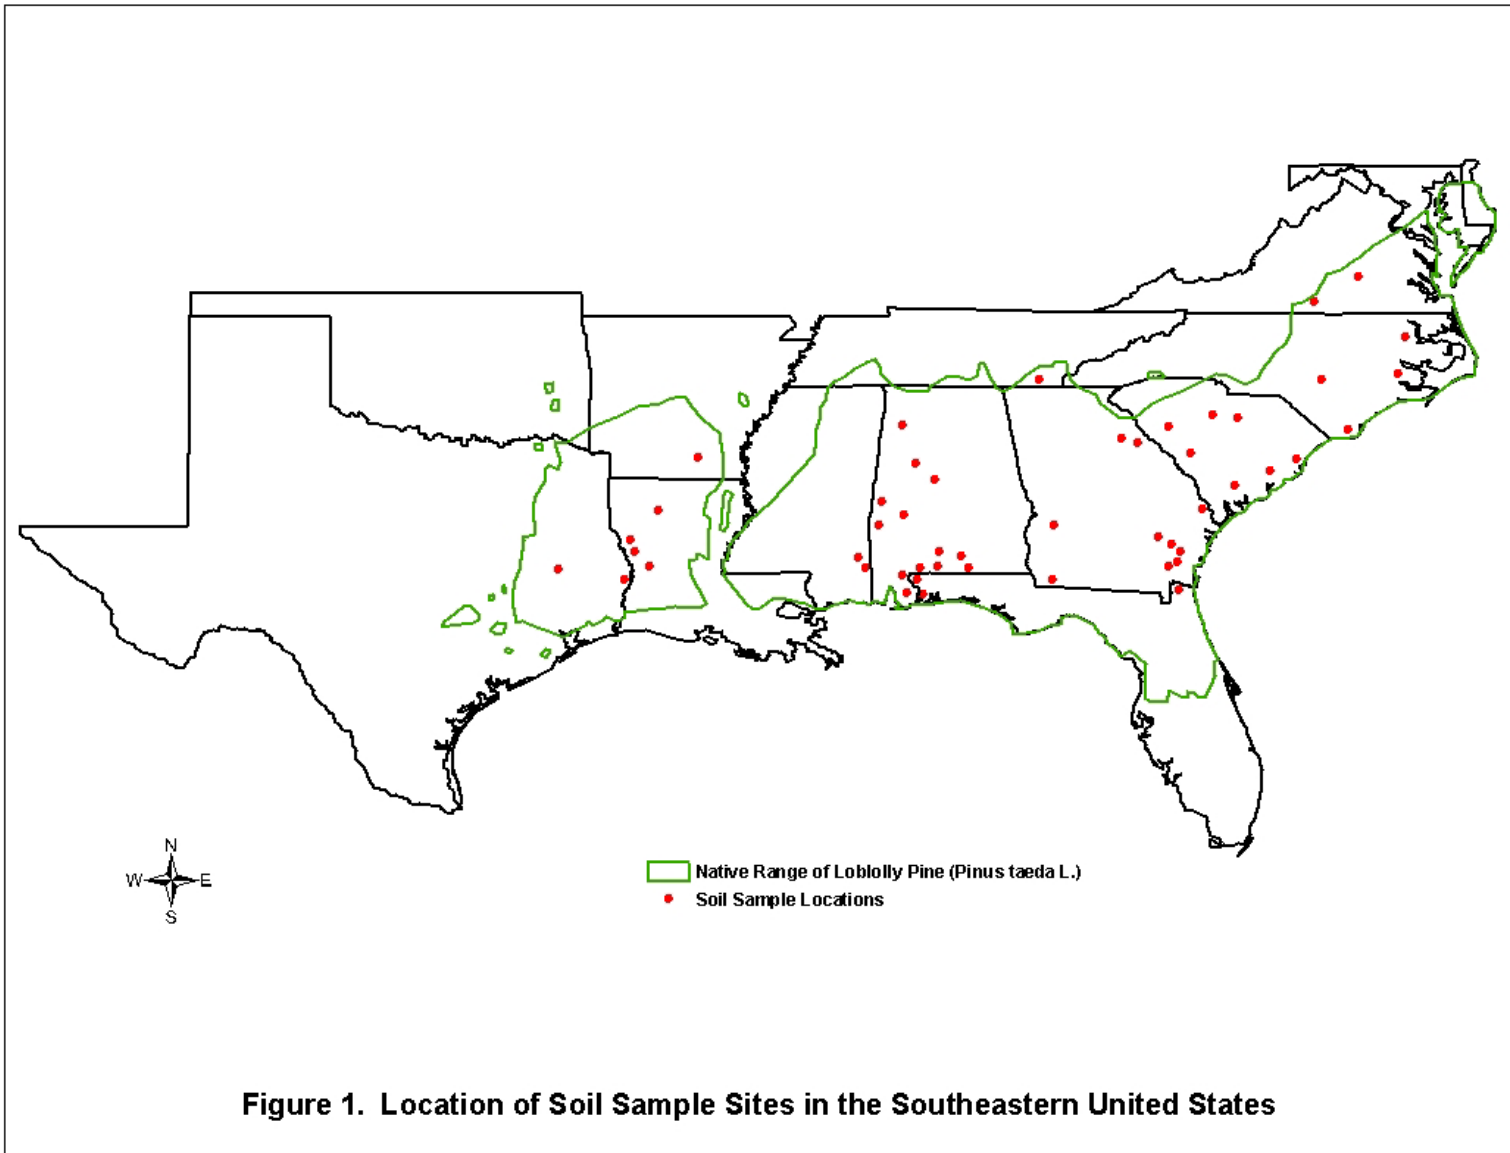 N
W E
S
Native Range of Loblolly Pine (Pinus taeda L.)
Soil Sample Locations
Figure 1. Location of Soil Sample Sites in the Southeastern United States